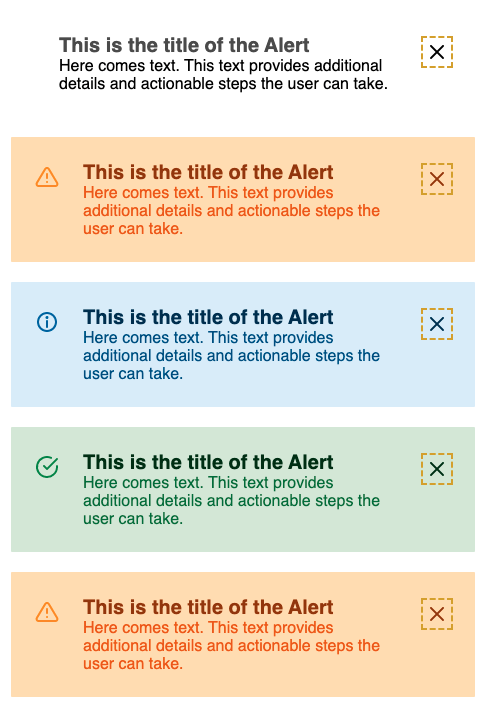 This is the title of the Alert
Here comes text. This text provides additional
details and actionable steps the user can take.
This is the title of the Alert
Here comes text. This text provides
additional details and actionable steps the
user can take.
This is the title of the Alert
Here comes text. This text provides
additional details and actionable steps the
user can take.
This is the title of the Alert
Here comes text. This text provides
additional details and actionable steps the
user can take.
This is the title of the Alert
Here comes text. This text provides
additional details and actionable steps the
user can take.